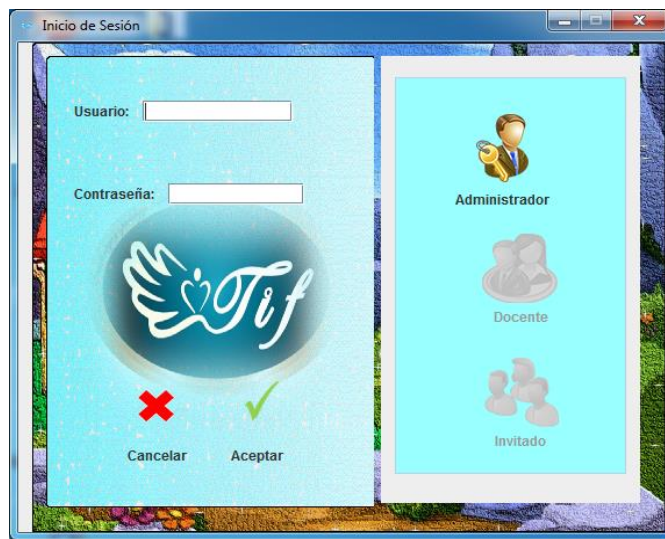 Inicio de Sesión
Usuario:
Contraseña:
Tif
Cancelar
Aceptar
Administrador
Docente
Invitado